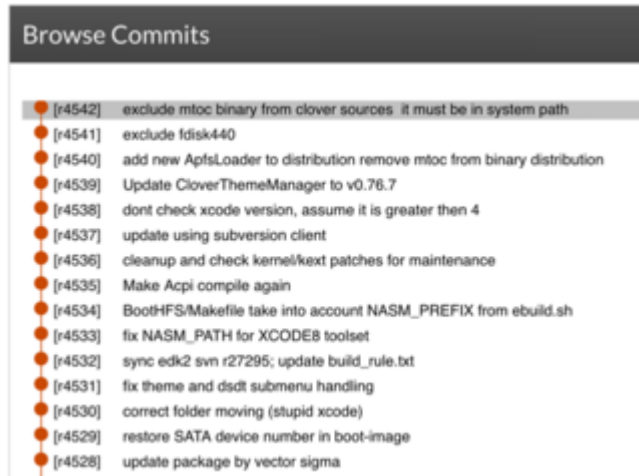 Browse Commits
[r4542] exclude mtoc binary from clover sources it must be in system path
[r4541] exclude fdisk440
[r4540] add new ApfsLoader to distribution remove mtoc from binary distribution
[r4539] Update CloverThemeManager to v0.76.7
[r4538] dont check xcode version, assume it is greater then 4
[r4537] update using subversion client
[r4536] cleanup and check kernel/kext patches for maintenance
[r4535] Make Acpi compile again
[r4534] BootHFS/Makefile take into account NASM_PREFIX from ebuild.sh
[r4533] fix NASM_PATH for XCODE8 toolset
[r4532] sync edk2 svn r27295; update build_rule.txt
[r4531] fix theme and dsdt submenu handling
[r4530] correct folder moving (stupid xcode)
[r4529] restore SATA device number in boot-image
[r4528] update package by vector sigma